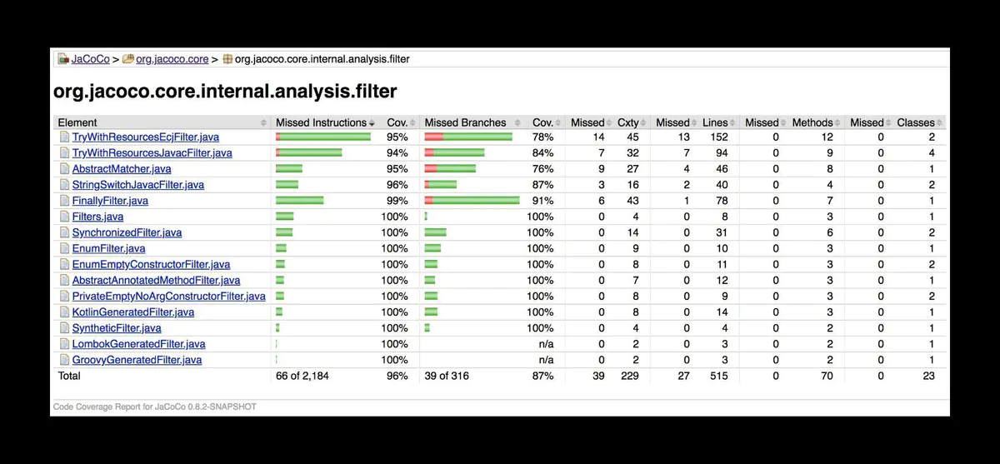 JaCoCo > org.jacoco.core > org.jacoco.core.internal.analysis.filter
org.jacoco.core.internal.analysis.filter
Element Missed Instructions Cov. Missed Branches Cov. Missed Cxty Missed Lines Missed Methods Missed Classes
TryWithResourcesEcjFilter.java 95% 78% 14 45 13 152 0 12 0 2
TryWithResourcesJavacFilter.java 94% 84% 7 32 7 94 0 9 0 4
AbstractMatcher.java 95% 76% 9 27 4 46 0 8 0 1
StringSwitchJavacFilter.java 96% 87% 3 16 2 40 0 4 0 2
FinallyFilter.java 99% 91% 6 43 1 78 0 7 0 1
Filters.java 100% 100% 0 4 0 8 0 3 0 1
SynchronizedFilter.java 100% 100% 0 14 0 31 0 6 0 2
EnumFilter.java 100% 100% 0 9 0 10 0 3 0 1
EnumEmptyConstructorFilter.java 100% 100% 0 8 0 11 0 3 0 2
AbstractAnnotatedMethodFilter.java 100% 100% 0 7 0 12 0 3 0 1
PrivateEmptyNoArgConstructorFilter.java 100% 100% 0 8 0 9 0 3 0 2
KotlinGeneratedFilter.java 100% 100% 0 8 0 14 0 3 0 1
SyntheticFilter.java 100% 100% 0 4 0 4 0 2 0 1
LombokGeneratedFilter.java 100% n/a 0 2 0 3 0 2 0 1
GroovyGeneratedFilter.java 100% n/a 0 2 0 3 0 2 0 1
Total 66 of 2,184 96% 39 of 316 87% 39 229 27 515 0 70 0 23
Code Coverage Report for JaCoCo 0.8.2-SNAPSHOT